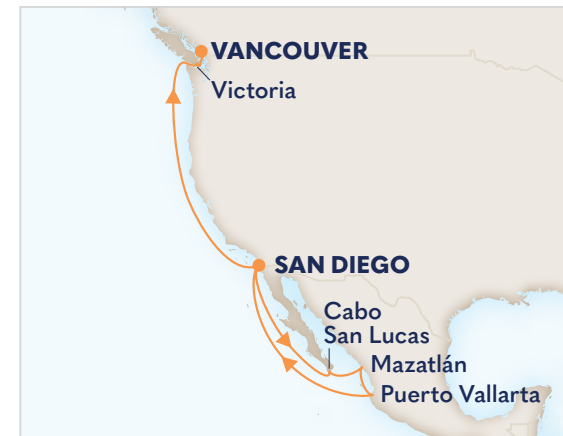 VANCOUVER
Victoria
SAN DIEGO
Cabo
San Lucas
Mazatlán
Puerto Vallarta